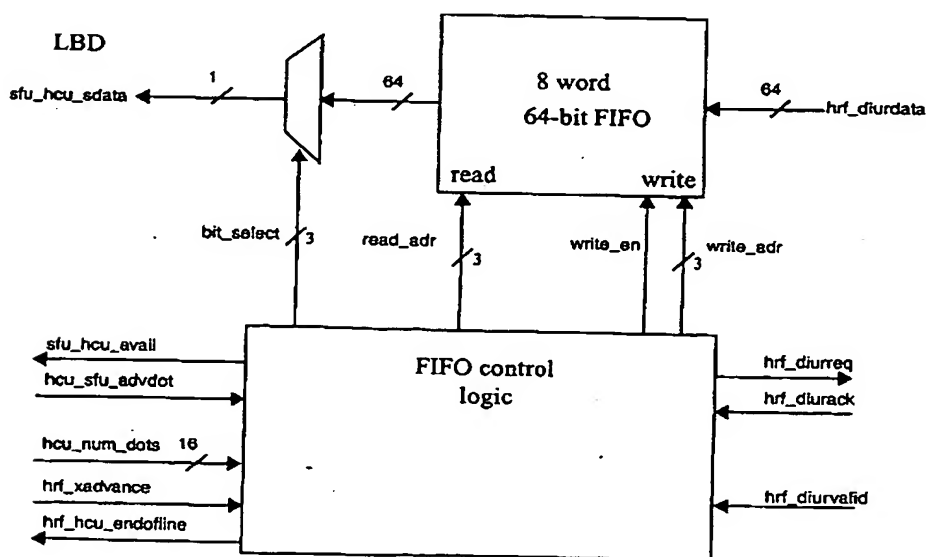 LBD
sfu_hcu_sdata
1
64
8 word
64-bit FIFO
64
hrf_diurdata
read
write
bit_select
3
read_adr
3
write_en
write_adr
3
sfu_hcu_avail
hcu_sfu_advdot
hcu_num_dots
16
hrf_xadvance
hrf_hcu_endofline
FIFO control
logic
hrf_diurreq
hrf_diurack
hrf_diurvalid